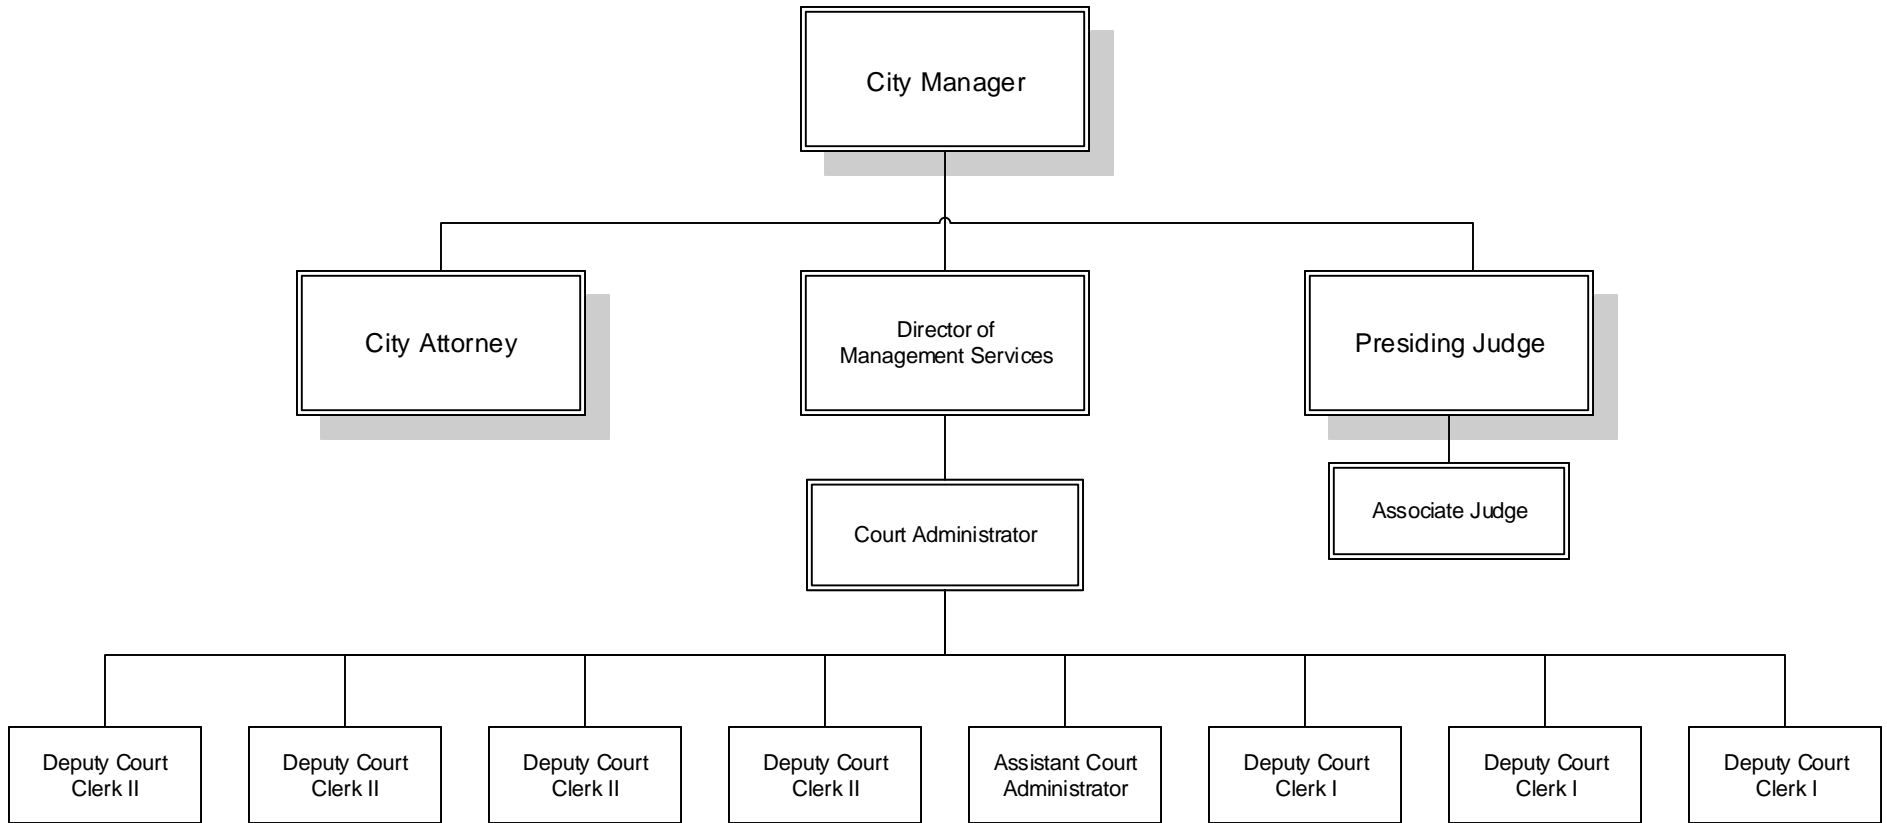 City Manager
City Attorney
Director of
Management Services
Presiding Judge
Associate Judge
Court Administrator
Deputy Court
Clerk II
Deputy Court
Clerk II
Deputy Court
Clerk II
Deputy Court
Clerk II
Assistant Court
Administrator
Deputy Court
Clerk I
Deputy Court
Clerk I
Deputy Court
Clerk I